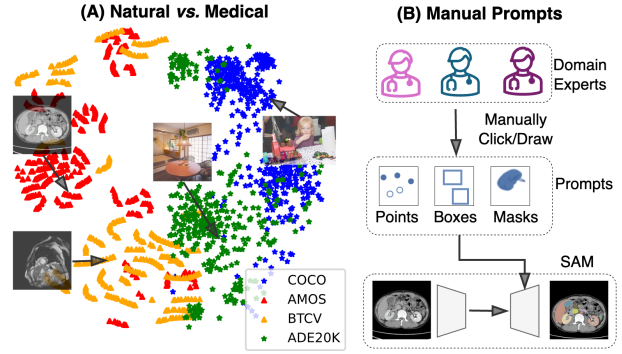 (A) Natural vs. Medical
COCO
AMOS
BTCV
ADE20K
(B) Manual Prompts
Domain
Experts
Manually
Click/Draw
Prompts
Points
Boxes
Masks
SAM